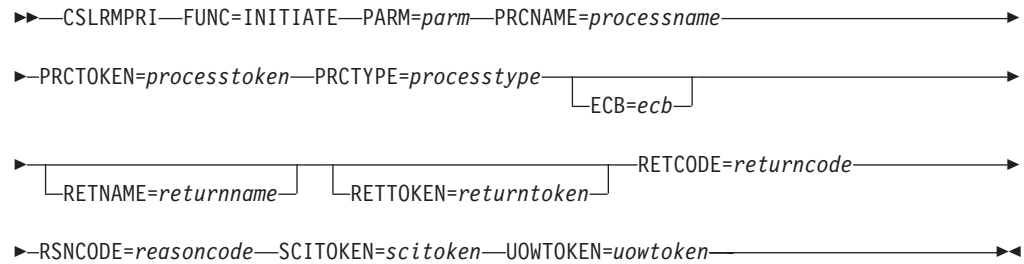 CSLRMPRI FUNC=INITIATE PARM=parm PRCNAME=processname
PRCTOKEN=processtoken PRCTYPE=processtype
ECB=ecb
RETCODE=returncode
RETNAME=returnname RETTOKEN=returntoken
RSNCODE=reasoncode SCITOKEN=scitoken UOWTOKEN=uowtoken